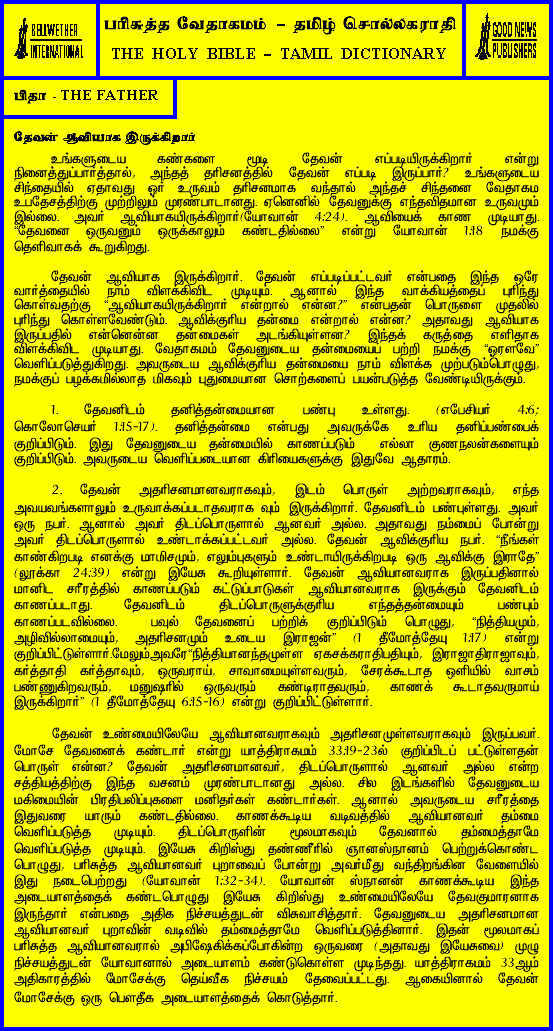 BELLWETHER
INTERNATIONAL
பரிசுத்த வேதாகமம் – தமிழ் சொல்லகராதி
THE HOLY BIBLE – TAMIL DICTIONARY
GOOD NEWS
PUBLISHERS
பிதா - THE FATHER
தேவன் ஆவியாக இருக்கிறார்
உங்களுடைய கண்களை மூடி தேவன் எப்படியிருக்கிறார் என்று
நினைத்துப்பார்த்தால், அந்தத் தரிசனத்தில் தேவன் எப்படி இருப்பார்? உங்களுடைய
சிந்தையில் ஏதாவது ஓர் உருவம் தரிசனமாக வந்தால் அந்தச் சிந்தனை வேதாகம
உபதேசத்திற்கு முற்றிலும் முரண்பாடானது. ஏனெனில் தேவனுக்கு எந்தவிதமான உருவமும்
இல்லை. அவர் ஆவியாகயிருக்கிறார்(யோவான் 4:24). ஆவியைக் காண முடியாது.
“தேவனை ஒருவனும் ஒருக்காலும் கண்டதில்லை” என்று யோவான் 1:18 நமக்கு
தெளிவாகக் கூறுகிறது.
தேவன் ஆவியாக இருக்கிறார். தேவன் எப்படிப்பட்டவர் என்பதை இந்த ஒரே
வார்த்தையில் நாம் விளக்கிவிட முடியும். ஆனால் இந்த வாக்கியத்தைப் புரிந்து
கொள்வதற்கு “ஆவியாகயிருக்கிறார் என்றால் என்ன?” என்பதன் பொருளை முதலில்
புரிந்து கொள்ளவேண்டும். ஆவிக்குரிய தன்மை என்றால் என்ன? அதாவது ஆவியாக
இருப்பதில் என்னென்ன தன்மைகள் அடங்கியுள்ளன? இந்தக் கருத்தை எளிதாக
விளக்கிவிட முடியாது. வேதாகமம் தேவனுடைய தன்மையைப் பற்றி நமக்கு “ஓரளவே”
வெளிப்படுத்துகிறது. அவருடைய ஆவிக்குரிய தன்மையை நாம் விளக்க முற்படும்பொழுது,
நமக்குப் பழக்கமில்லாத மிகவும் புதுமையான சொற்களைப் பயன்படுத்த வேண்டியிருக்கும்.
1. தேவனிடம் தனித்தன்மையான பண்பு உள்ளது. (எபேசியர் 4:6;
கொலோசெயர் 1:15-17). தனித்தன்மை என்பது அவருக்கே உரிய தனிப்பண்பைக்
குறிப்பிடும். இது தேவனுடைய தன்மையில் காணப்படும் எல்லா குணநலன்களையும்
குறிப்பிடும். அவருடைய வெளிப்படையான கிரியைகளுக்கு இதுவே ஆதாரம்.
2. தேவன் அதரிசனமானவராகவும், இடம் பொருள் அற்றவராகவும், எந்த
அவயவங்களாலும் உருவாக்கப்படாதவராக வும் இருக்கிறார். தேவனிடம் பண்புள்ளது. அவர்
ஒரு நபர். ஆனால் அவர் திடப்பொருளால் ஆனவர் அல்ல. அதாவது நம்மைப் போன்று
அவர் திடப்பொருளால் உண்டாக்கப்பட்டவர் அல்ல. தேவன் ஆவிக்குரிய நபர். “நீங்கள்
காண்கிறபடி எனக்கு மாமிசமும், எலும்புகளும் உண்டாயிருக்கிறபடி ஒரு ஆவிக்கு இராதே”
(லூக்கா 24:39) என்று இயேசு கூறியுள்ளார். தேவன் ஆவியானவராக இருப்பதினால்
மானிட சரீரத்தில் காணப்படும் கட்டுப்பாடுகள் ஆவியானவராக இருக்கும் தேவனிடம்
காணப்படாது. தேவனிடம் திடப்பொருளுக்குரிய எந்தத்தன்மையும் பண்பும்
காணப்படவில்லை. பவுல் தேவனைப் பற்றிக் குறிப்பிடும் பொழுது, “நித்தியமும்,
அழிவில்லாமையும், அதரிசனமும் உடைய இராஜன்” (1 தீமோத்தேயு 1:17) என்று
குறிப்பிட்டுள்ளார்.மேலும்அவரே“நித்தியானந்தமுள்ள ஏகசக்கராதிபதியும், இராஜாதிராஜாவும்,
கர்த்தாதி கர்த்தாவும், ஒருவராய், சாவாமையுள்ளவரும், சேரக்கூடாத ஒளியில் வாசம்
பண்ணுகிறவரும், மனுஷரில் ஒருவரும் கண்டிராதவரும், காணக் கூடாதவருமாய்
இருக்கிறார்” (1 தீமோத்தேயு 6:15-16) என்று குறிப்பிட்டுள்ளார்.
தேவன் உண்மையிலேயே ஆவியானவராகவும் அதரிசனமுள்ளவராகவும் இருப்பவர்.
மோசே தேவனைக் கண்டார் என்று யாத்திராகமம் 33:19-23ல் குறிப்பிடப் பட்டுள்ளதன்
பொருள் என்ன? தேவன் அதரிசனமானவர், திடப்பொருளால் ஆனவர் அல்ல என்ற
சத்தியத்திற்கு இந்த வசனம் முரண்பாடானது அல்ல. சில இடங்களில் தேவனுடைய
மகிமையின் பிரதிபலிப்புகளை மனிதர்கள் கண்டார்கள். ஆனால் அவருடைய சரீரத்தை
இதுவரை யாரும் கண்டதில்லை. காணக்கூடிய வடிவத்தில் ஆவியானவர் தம்மை
வெளிப்படுத்த முடியும். திடப்பொருளின் மூலமாகவும் தேவனால் தம்மைத்தாமே
வெளிப்படுத்த முடியும். இயேசு கிறிஸ்து தண்ணீரில் ஞானஸ்நானம் பெற்றுக்கொண்ட
பொழுது, பரிசுத்த ஆவியானவர் புறாவைப் போன்று அவர்மீது வந்திறங்கின வேளையில்
இது நடைபெற்றது (யோவான் 1:32-34). யோவான் ஸ்நானன் காணக்கூடிய இந்த
அடையாளத்தைக் கண்டபொழுது இயேசு கிறிஸ்து உண்மையிலேயே தேவகுமாரனாக
இருந்தார் என்பதை அதிக நிச்சயத்துடன் விசுவாசித்தார். தேவனுடைய அதரிசனமான
ஆவியானவர் புறாவின் வடிவில் தம்மைத்தாமே வெளிப்படுத்தினார். இதன் மூலமாகப்
பரிசுத்த ஆவியானவரால் அபிஷேகிக்கப்போகின்ற ஒருவரை (அதாவது இயேசுவை) முழு
நிச்சயத்துடன் யோவானால் அடையாளம் கண்டுகொள்ள முடிந்தது. யாத்திராகமம் 33ஆம்
அதிகாரத்தில் மோசேக்கு தெய்வீக நிச்சயம் தேவைப்பட்டது. ஆகையினால் தேவன்
மோசேக்கு ஒரு பௌதீக அடையாளத்தைக் கொடுத்தார்.